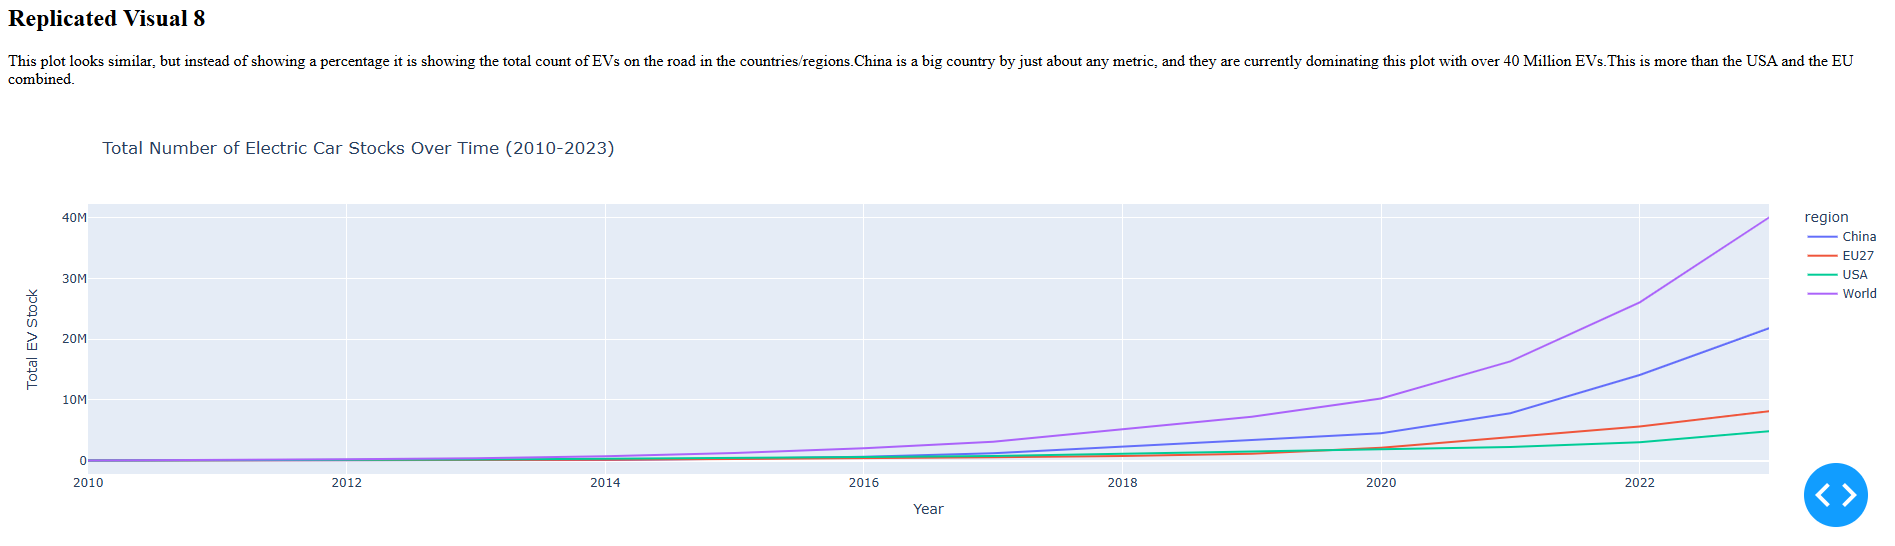 Replicated Visual 8
This plot looks similar, but instead of showing a percentage it is showing the total count of EVs on the road in the countries/regions.China is a big country by just about any metric, and they are currently dominating this plot with over 40 Million EVs.This is more than the USA and the EU
combined.
Total Number of Electric Car Stocks Over Time (2010-2023)
40M
30M
20M
10M
0
Total EV Stock
2010 2012 2014 2016 2018 2020 2022
Year
region
China
EU27
USA
World